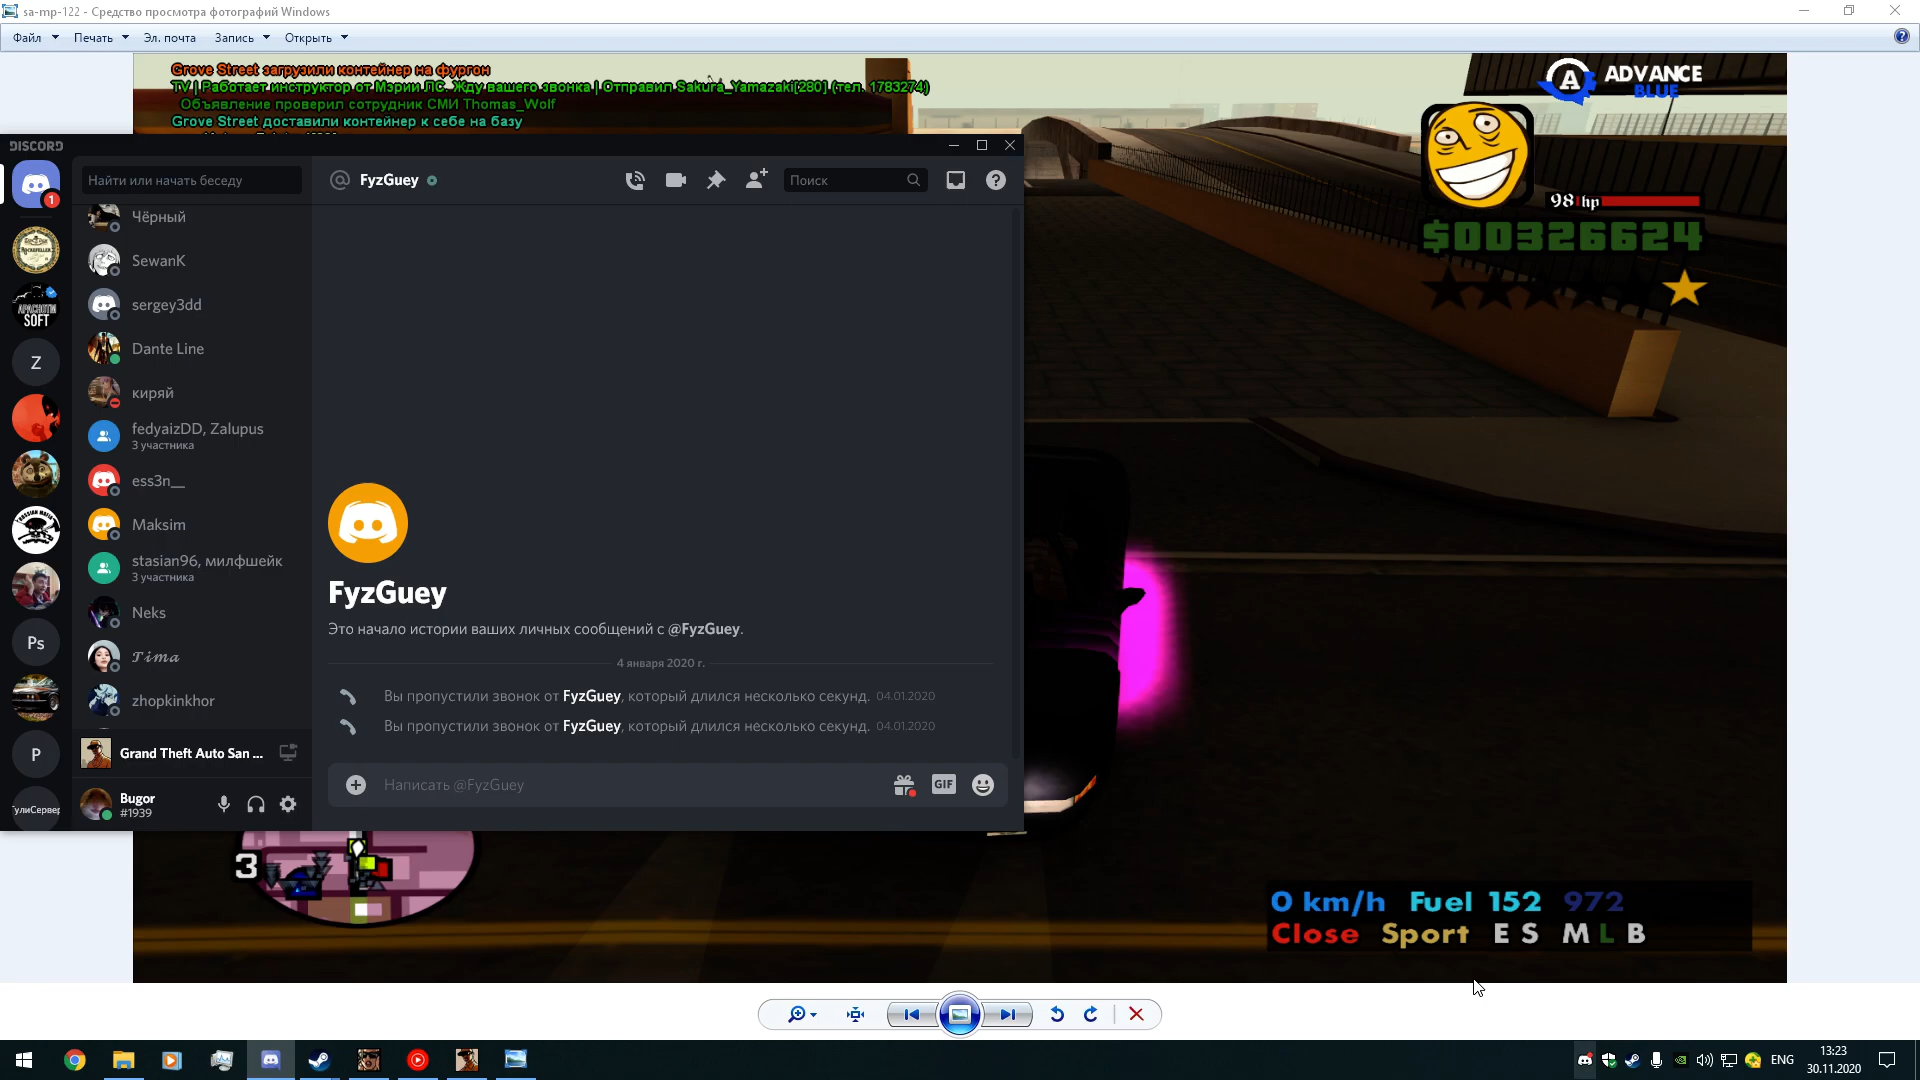 sa-mp-122 - Средство просмотра фотографий Windows
Файл Печать Эл. почта Запись Открыть
Grove Street загрузили контейнер на фургон
TV | Работает инструктор от Мэрии ЛС. Жду вашего звонка | Отправил Sakura_Yamazaki[280] (тел. 1783274)
Объявление проверил сотрудник СМИ Thomas_Wolf
Grove Street доставили контейнер к себе на базу
ADVANCE
BLUE
98 hp
$00326624
DISCORD
Найти или начать беседу
FyzGuey
Поиск
1
Чёрный
SewanK
sergey3dd
Dante Line
киряй
fedyaizDD, Zalupus
3 участника
ess3n__
Maksim
stasian96, милфшейк
3 участника
Neks
𝓣𝓲𝓶𝓪
zhopkinkhor
Grand Theft Auto San ...
Bugor
#1939
SOFT
Z
Ps
P
улиСервер
FyzGuey
Это начало истории ваших личных сообщений с @FyzGuey.
4 января 2020 г.
Вы пропустили звонок от FyzGuey, который длился несколько секунд. 04.01.2020
Вы пропустили звонок от FyzGuey, который длился несколько секунд. 04.01.2020
Написать @FyzGuey
GIF
3
0 km/h Fuel 152 972
Close Sport E S M L B
ENG
13:23
30.11.2020